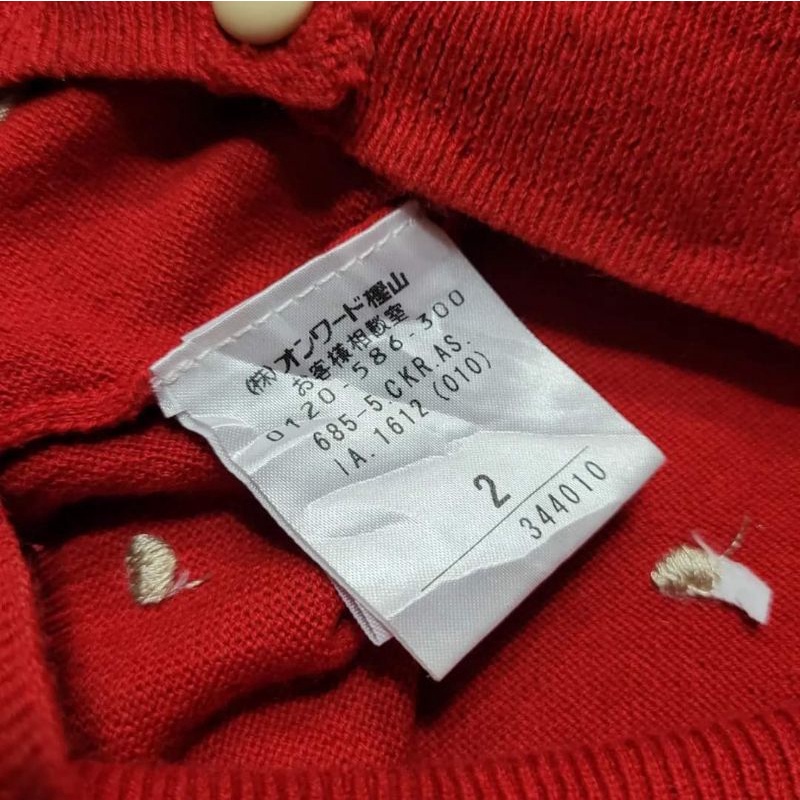 (株)オンワード樫山
お客様相談室
0120-586-300
685-5.CKR.AS.
IA.1612(010)
2
344010